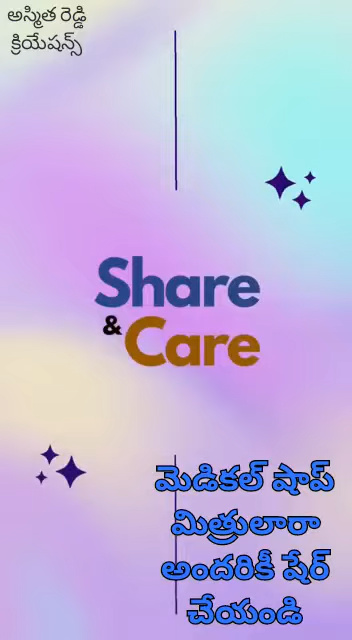 అస్మిత రెడ్డి
క్రియేషన్స్
Share
& Care
మెడికల్ షాప్
మిత్రులారా
అందరికీ షేర్
చేయండి